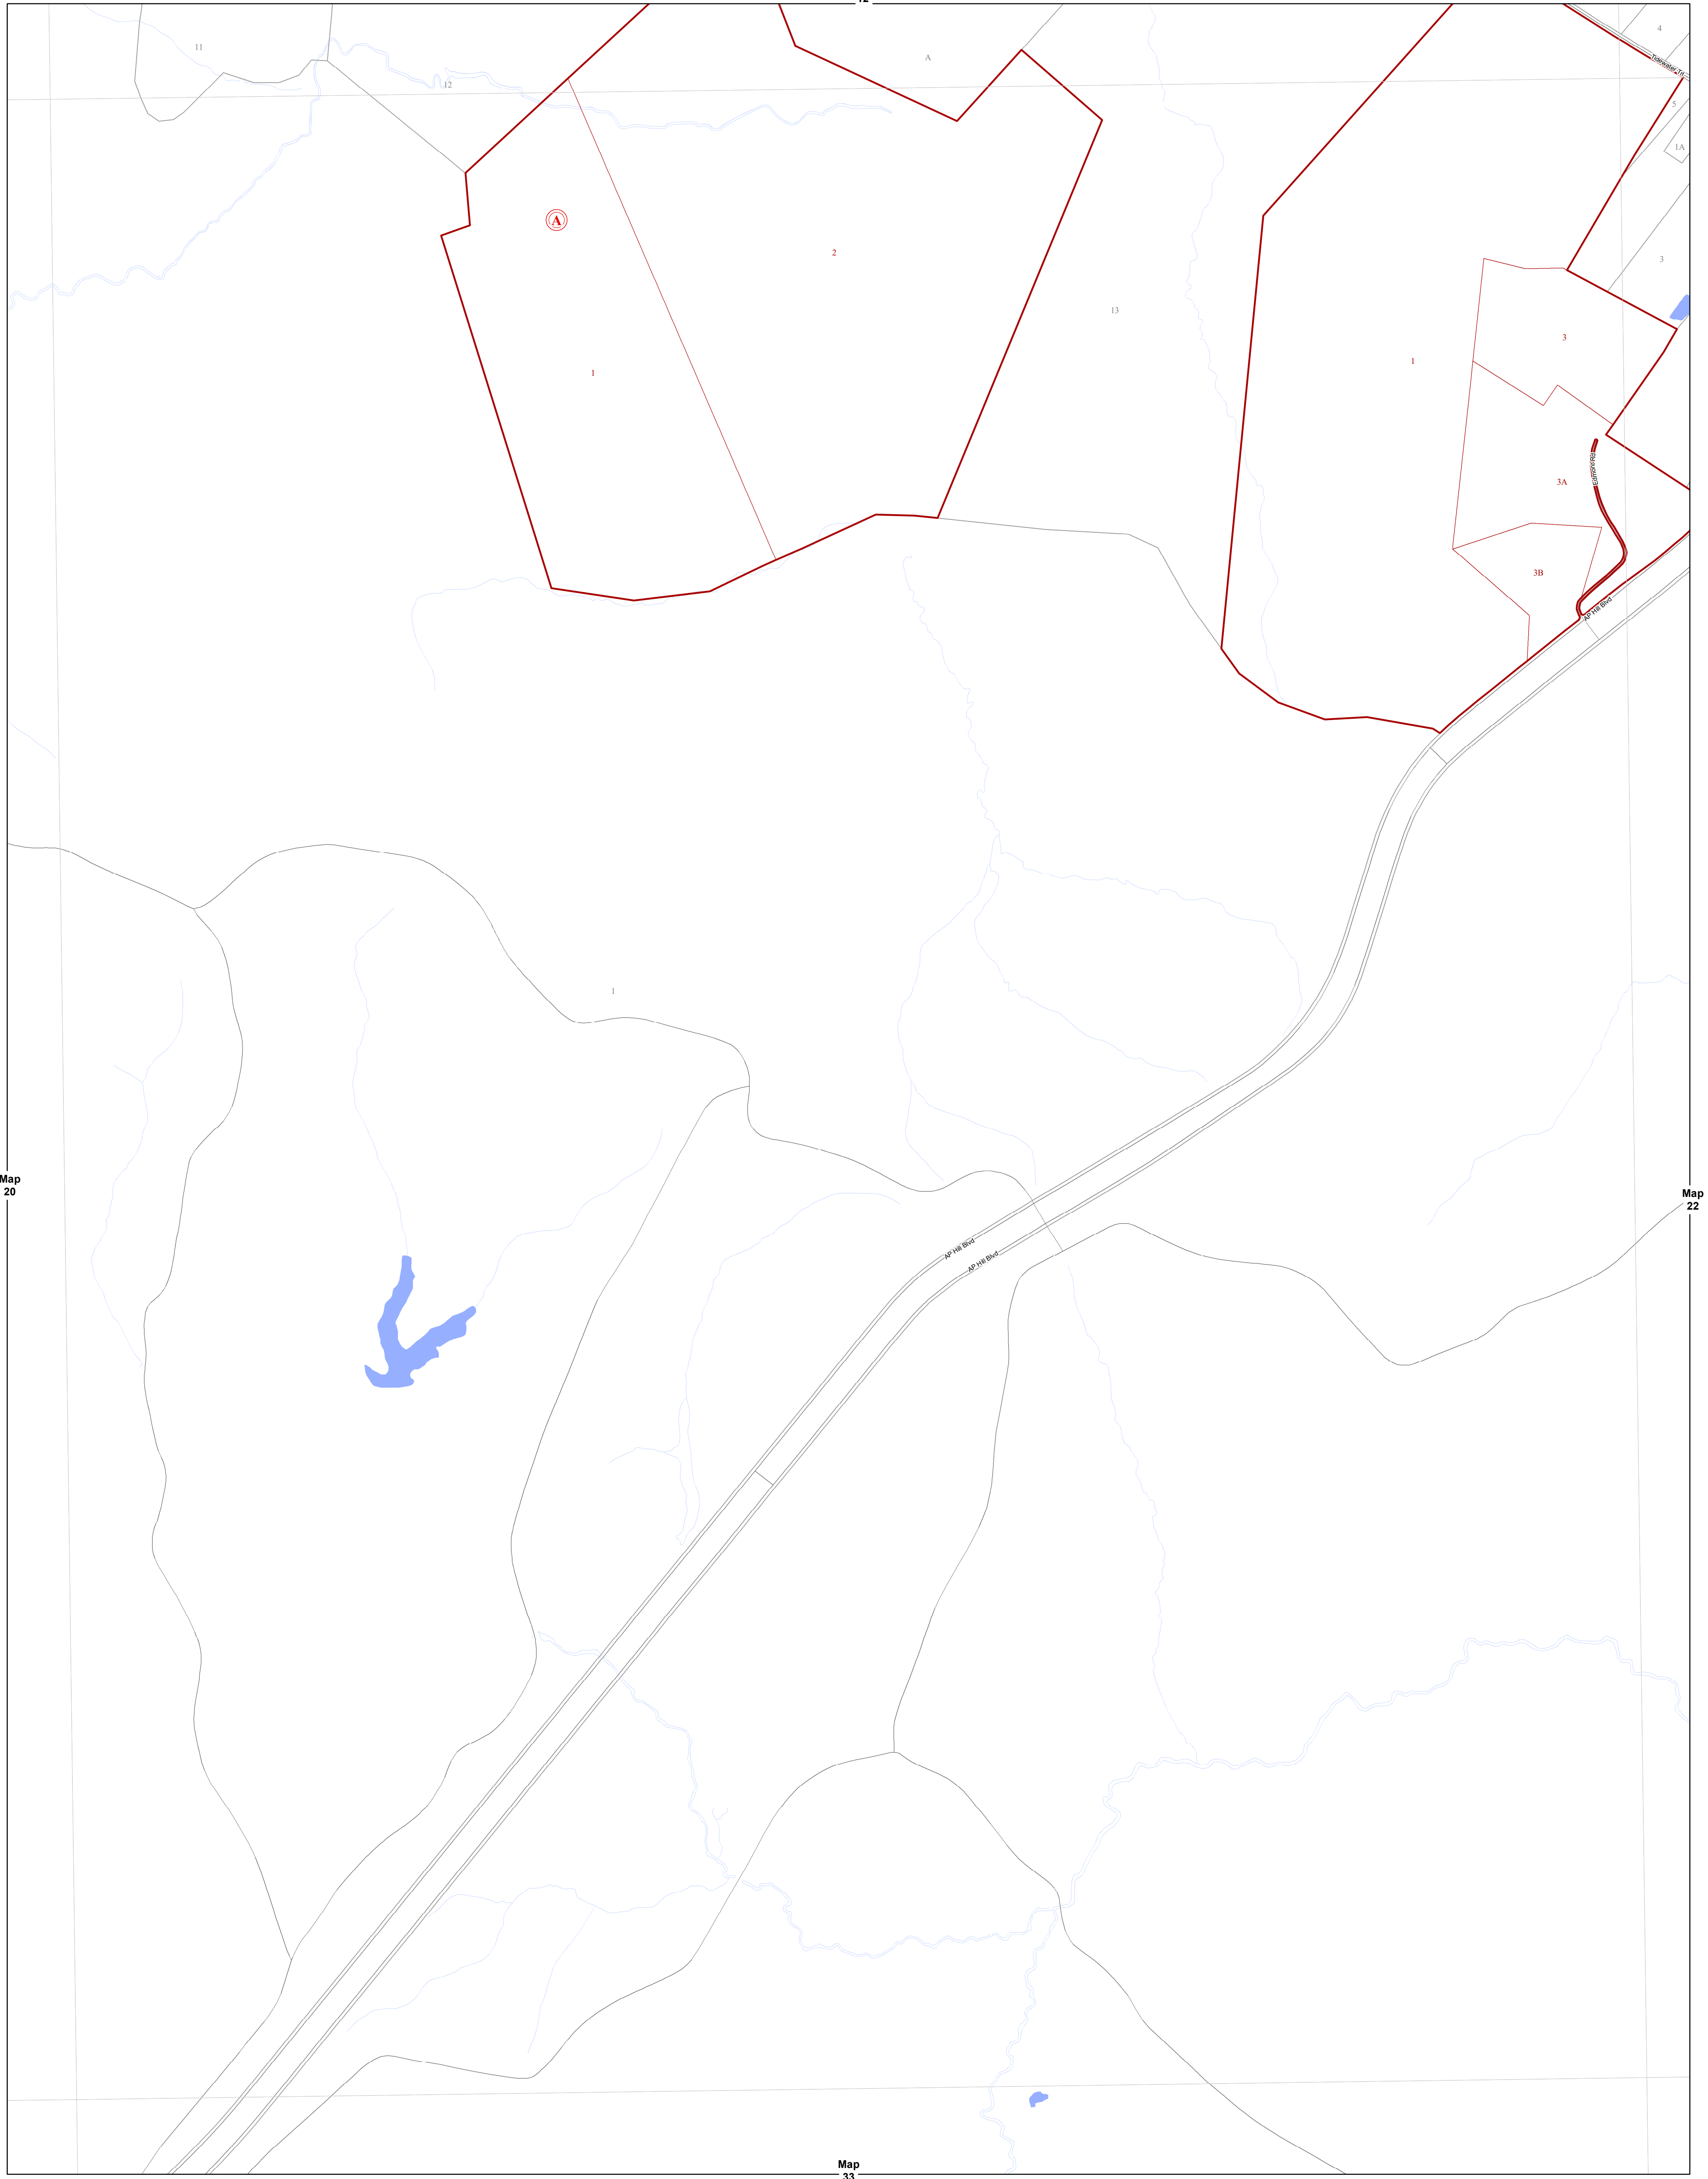 4
Tidewater Trl
11
A
12
5
1A
A
2
3
13
3
1
1
Edmore Rd
3A
3B
AP Hill Blvd
1
Map
20
Map
22
AP Hill Blvd
AP Hill Blvd
Map
33